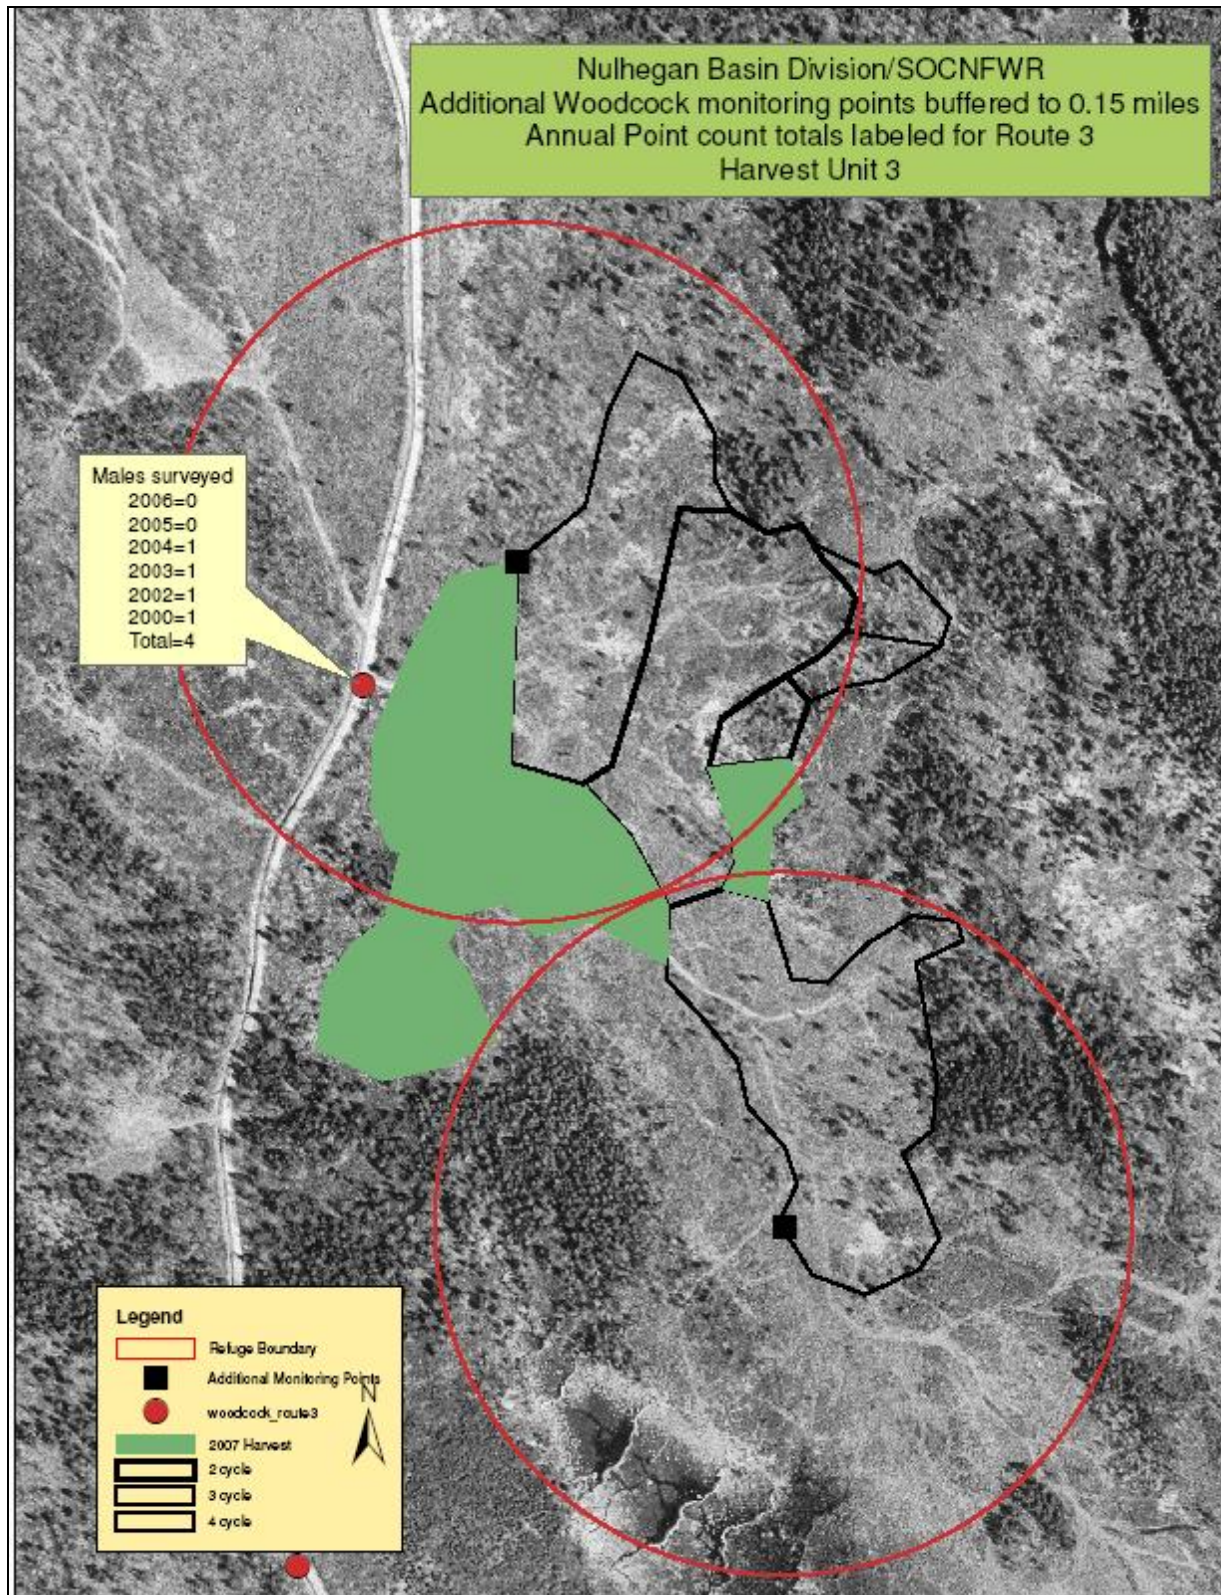 Nulhegan Basin Division/SOCNFWR
Additional Woodcock monitoring points buffered to 0.15 miles
Annual Point count totals labeled for Route 3
Harvest Unit 3
Males surveyed
2006=0
2005=0
2004=1
2003=1
2002=1
2000=1
Total=4
Legend
Refuge Boundary
Additional Monitoring Points
N
woodcock_route3
2007 Harvest
2 cycle
3 cycle
4 cycle